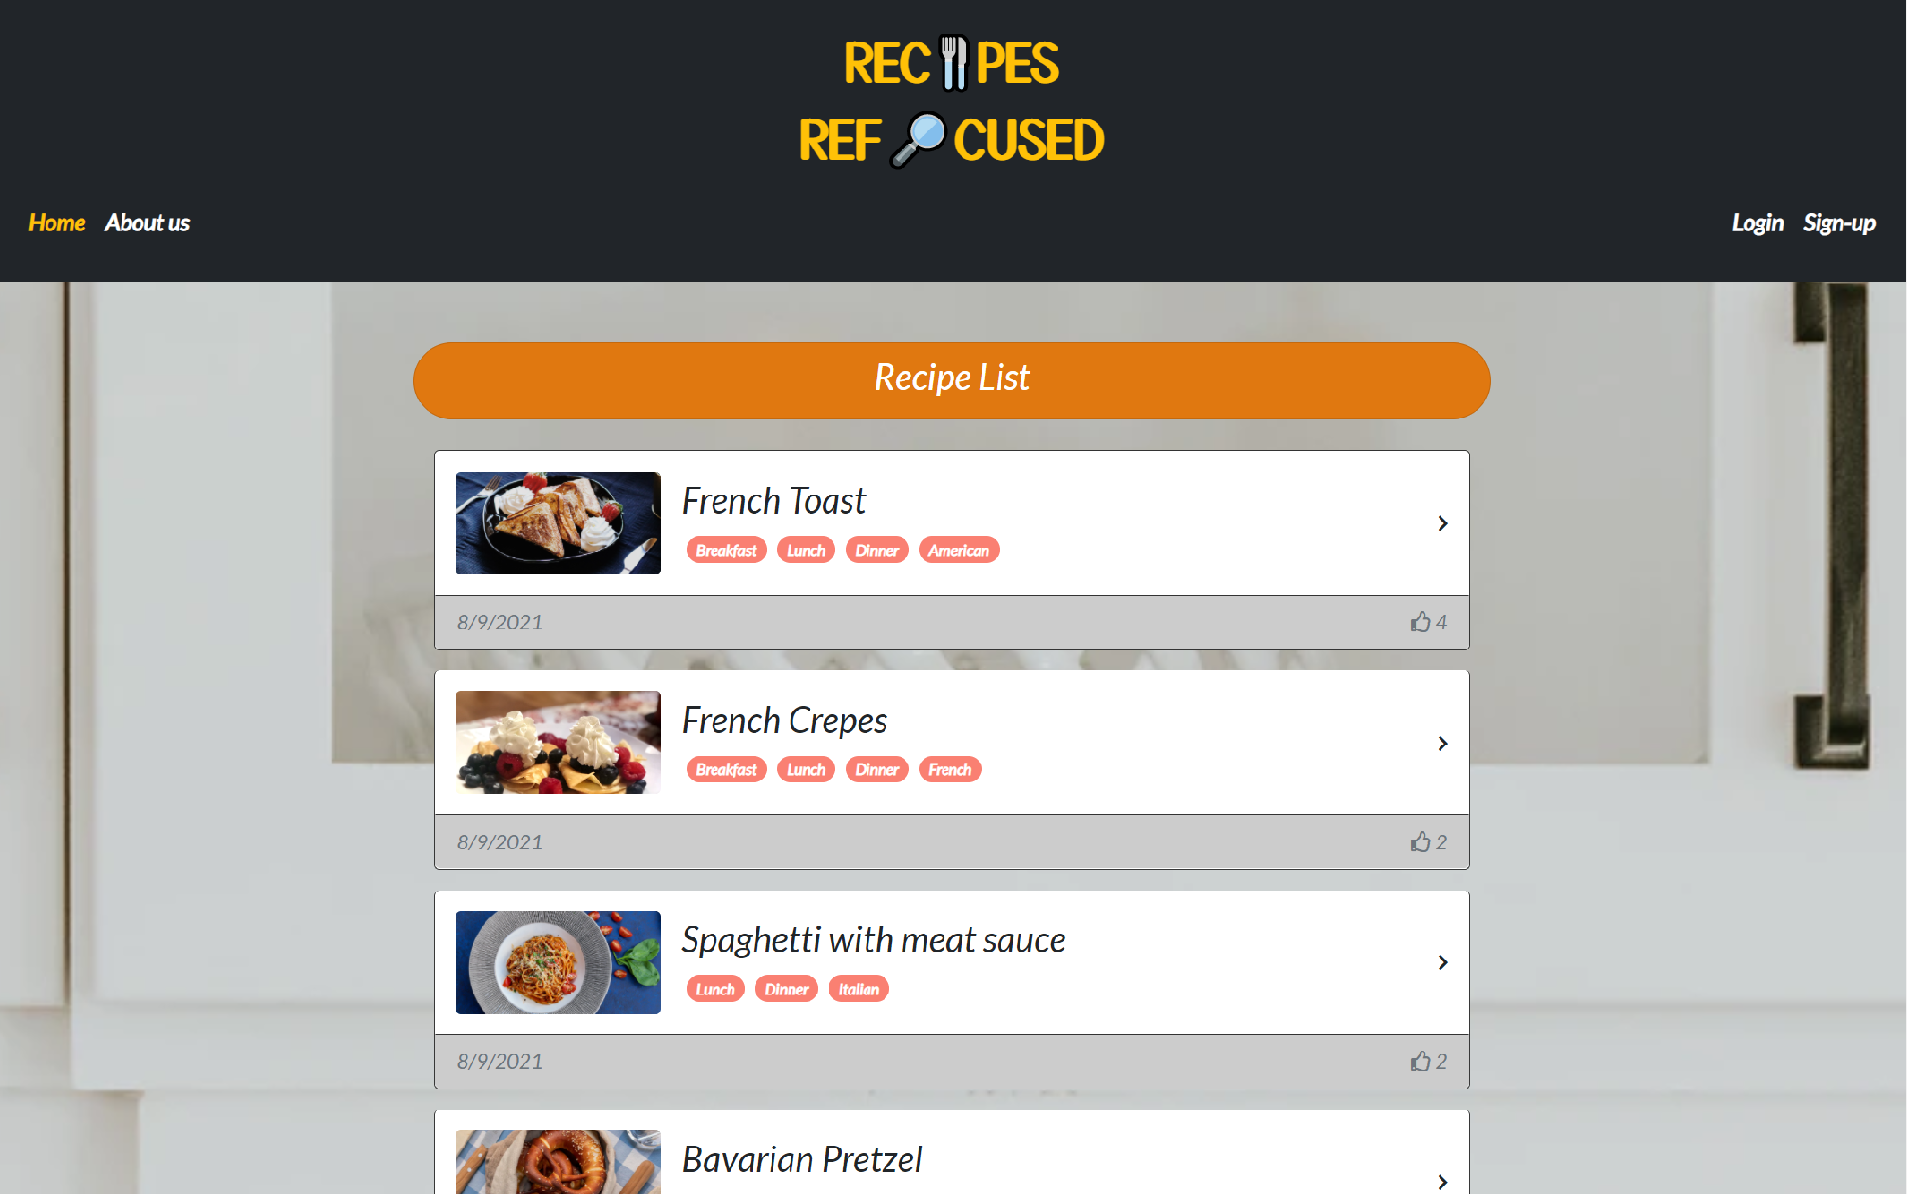 REC PES
REF CUSED
Home About us Login Sign-up
Recipe List
French Toast
Breakfast Lunch Dinner American
8/9/2021 4
French Crepes
Breakfast Lunch Dinner French
8/9/2021 2
Spaghetti with meat sauce
Lunch Dinner Italian
8/9/2021 2
Bavarian Pretzel